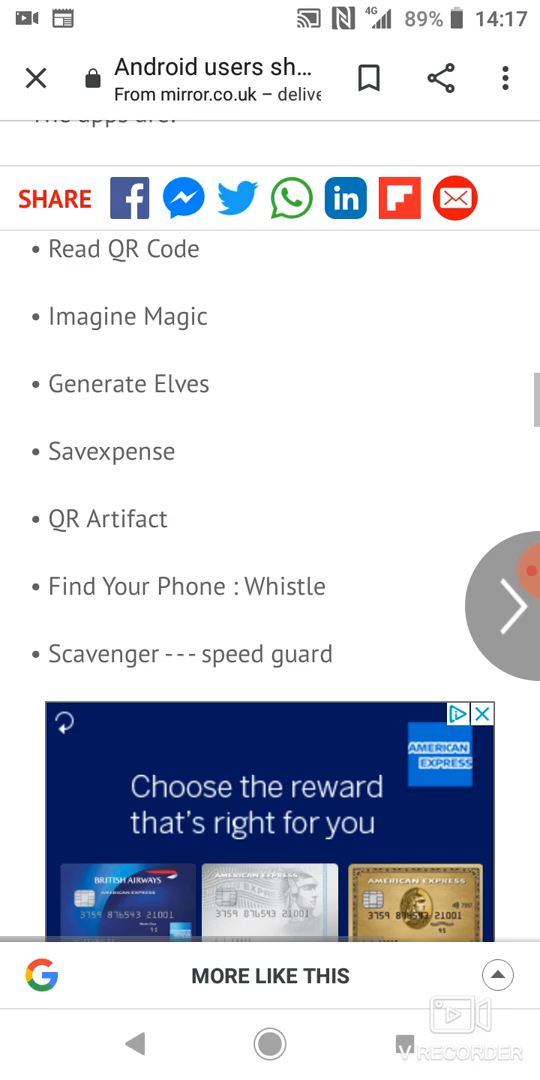 4G 89% 14:17
Android users sh...
From mirror.co.uk – delive
The apps are:
SHARE
• Read QR Code
• Imagine Magic
• Generate Elves
• Savexpense
• QR Artifact
• Find Your Phone : Whistle
• Scavenger --- speed guard
AMERICAN
EXPRESS
Choose the reward
that's right for you
BRITISH AIRWAYS
AMERICAN EXPRESS
AMERICAN EXPRESS
AMERICAN EXPRESS
3759 876543 21001
3759 876543 21001
3759 876543 21001
MORE LIKE THIS
V RECORDER